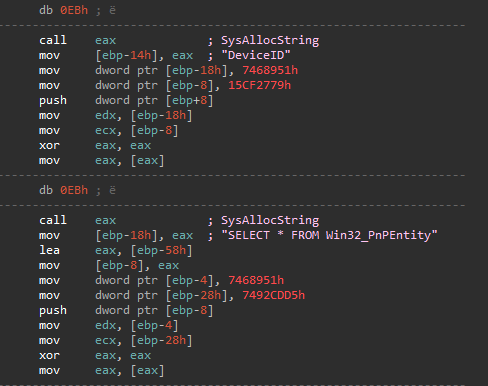 db 0EBh ; ë
call eax ; SysAllocString
mov [ebp-14h], eax ; "DeviceID"
mov dword ptr [ebp-18h], 7468951h
mov dword ptr [ebp-8], 15CF2779h
push dword ptr [ebp+8]
mov edx, [ebp-18h]
mov ecx, [ebp-8]
xor eax, eax
mov eax, [eax]
db 0EBh ; ë
call eax ; SysAllocString
mov [ebp-18h], eax ; "SELECT * FROM Win32_PnPEntity"
lea eax, [ebp-58h]
mov [ebp-8], eax
mov dword ptr [ebp-4], 7468951h
mov dword ptr [ebp-28h], 7492CDD5h
push dword ptr [ebp-8]
mov edx, [ebp-4]
mov ecx, [ebp-28h]
xor eax, eax
mov eax, [eax]